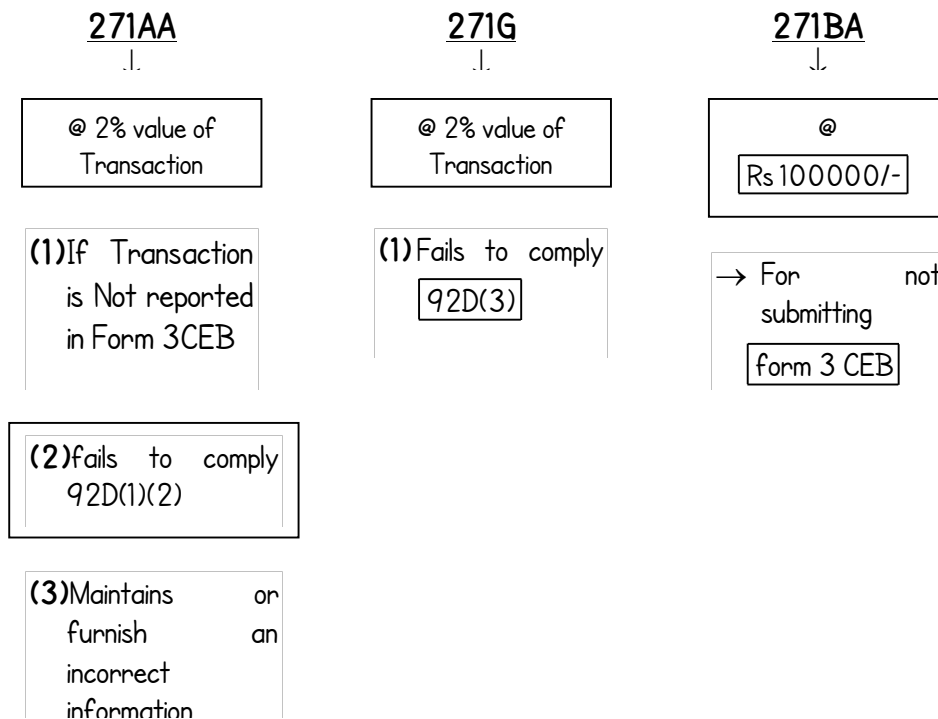 271AA
@ 2% value of
Transaction
(1)If Transaction
is Not reported
in Form 3CEB
(2)fails to comply
92D(1)(2)
(3)Maintains or
furnish an
incorrect
information
271G
@ 2% value of
Transaction
(1)Fails to comply
92D(3)
271BA
@
Rs 100000/-
→ For not
submitting
form 3 CEB